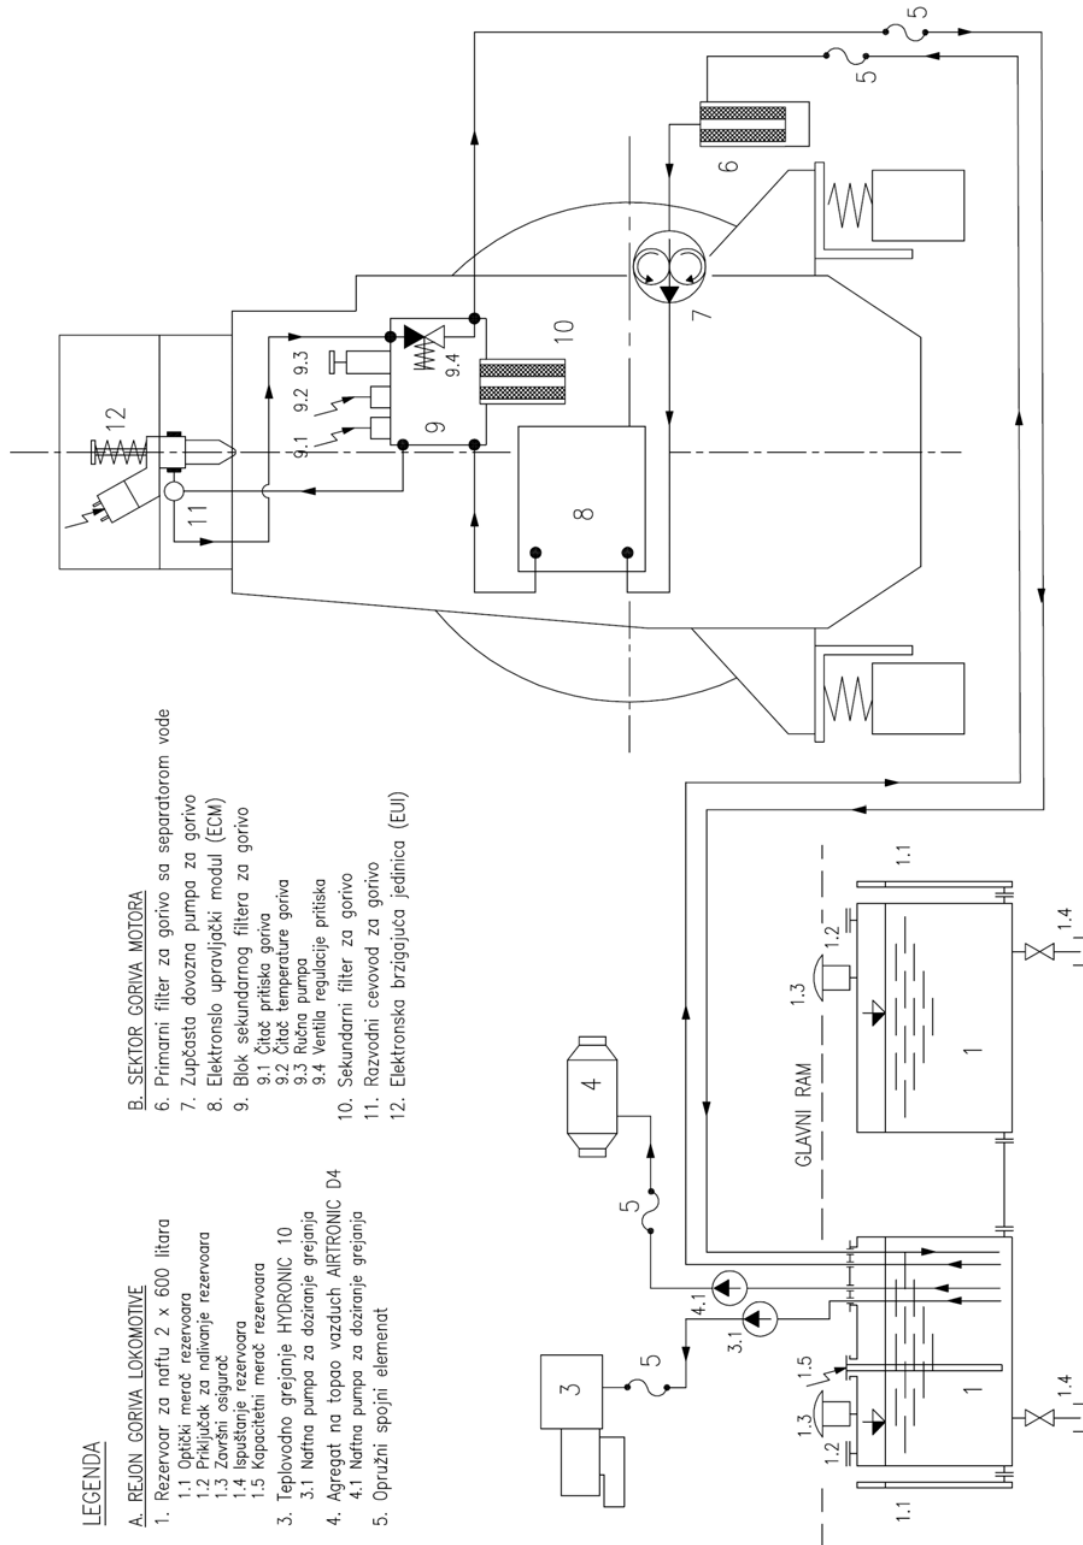 LEGENDA
A. REJON GORIVA LOKOMOTIVE
1. Rezervoar za naftu 2 x 600 litara
1.1 Optički merač rezervoara
1.2 Priključak za nalivanje rezervoara
1.3 Završni osigurač
1.4 Ispuštanje rezervoara
1.5 Kapacitetni merač rezervoara
3. Teplovodno grejanje HYDRONIC 10
3.1 Naftna pumpa za doziranje grejanja
4. Agregat na topao vazduch AIRTRONIC D4
4.1 Naftna pumpa za doziranje grejanja
5. Opružni spojni elemenat
B. SEKTOR GORIVA MOTORA
6. Primarni filter za gorivo sa separatorom vode
7. Zupčasta dovozna pumpa za gorivo
8. Elektronslo upravljački modul (ECM)
9. Blok sekundarnog filtera za gorivo
9.1 Čitač pritiska goriva
9.2 Čitač temperature goriva
9.3 Ručna pumpa
9.4 Ventila regulacije pritiska
10. Sekundarni filter za gorivo
11. Razvodni cevovod za gorivo
12. Elektronska brizgajuća jedinica (EUI)
3
5
4
5
3.1
4.1
GLAVNI RAM
1.1
1.2
1.3
1.5
1
1.4
1.3
1.2
1.1
1
1.4
12
11
9.1
9.2
9.3
9
9.4
10
8
7
6
5
5